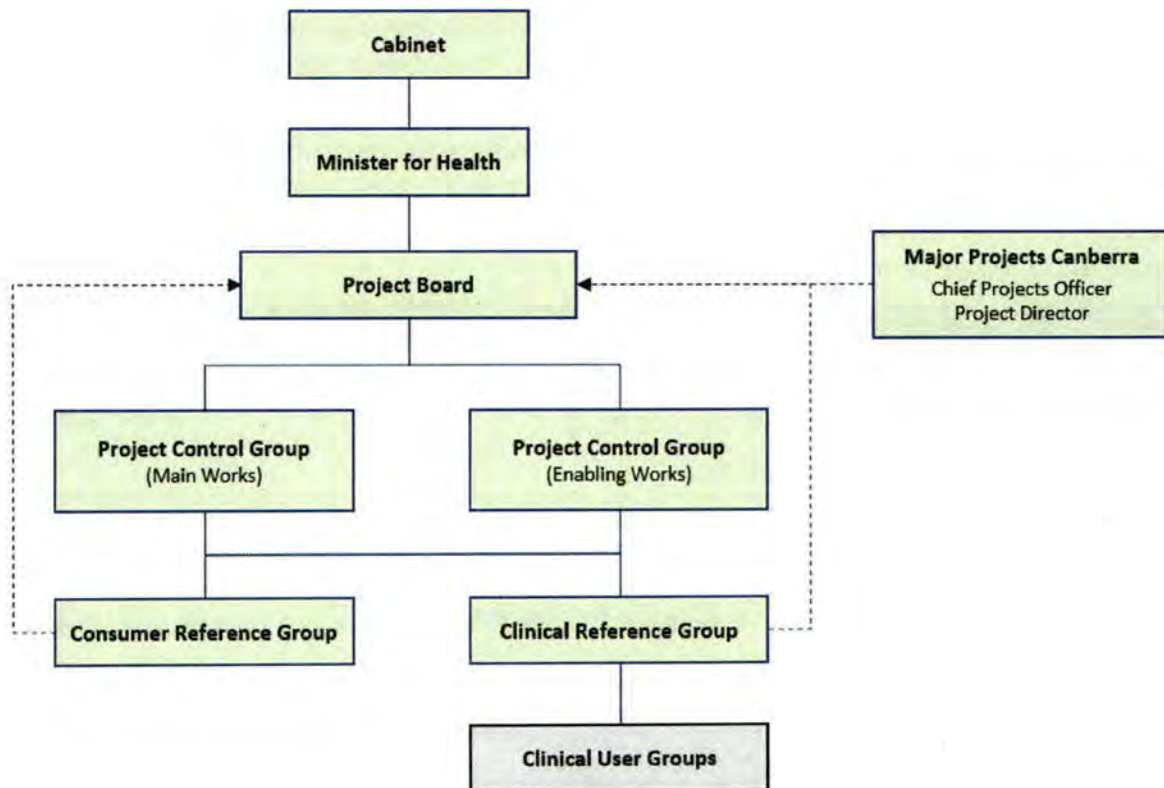 Cabinet
Minister for Health
Project Board
Major Projects Canberra
Chief Projects Officer
Project Director
Project Control Group
(Main Works)
Project Control Group
(Enabling Works)
Consumer Reference Group
Clinical Reference Group
Clinical User Groups